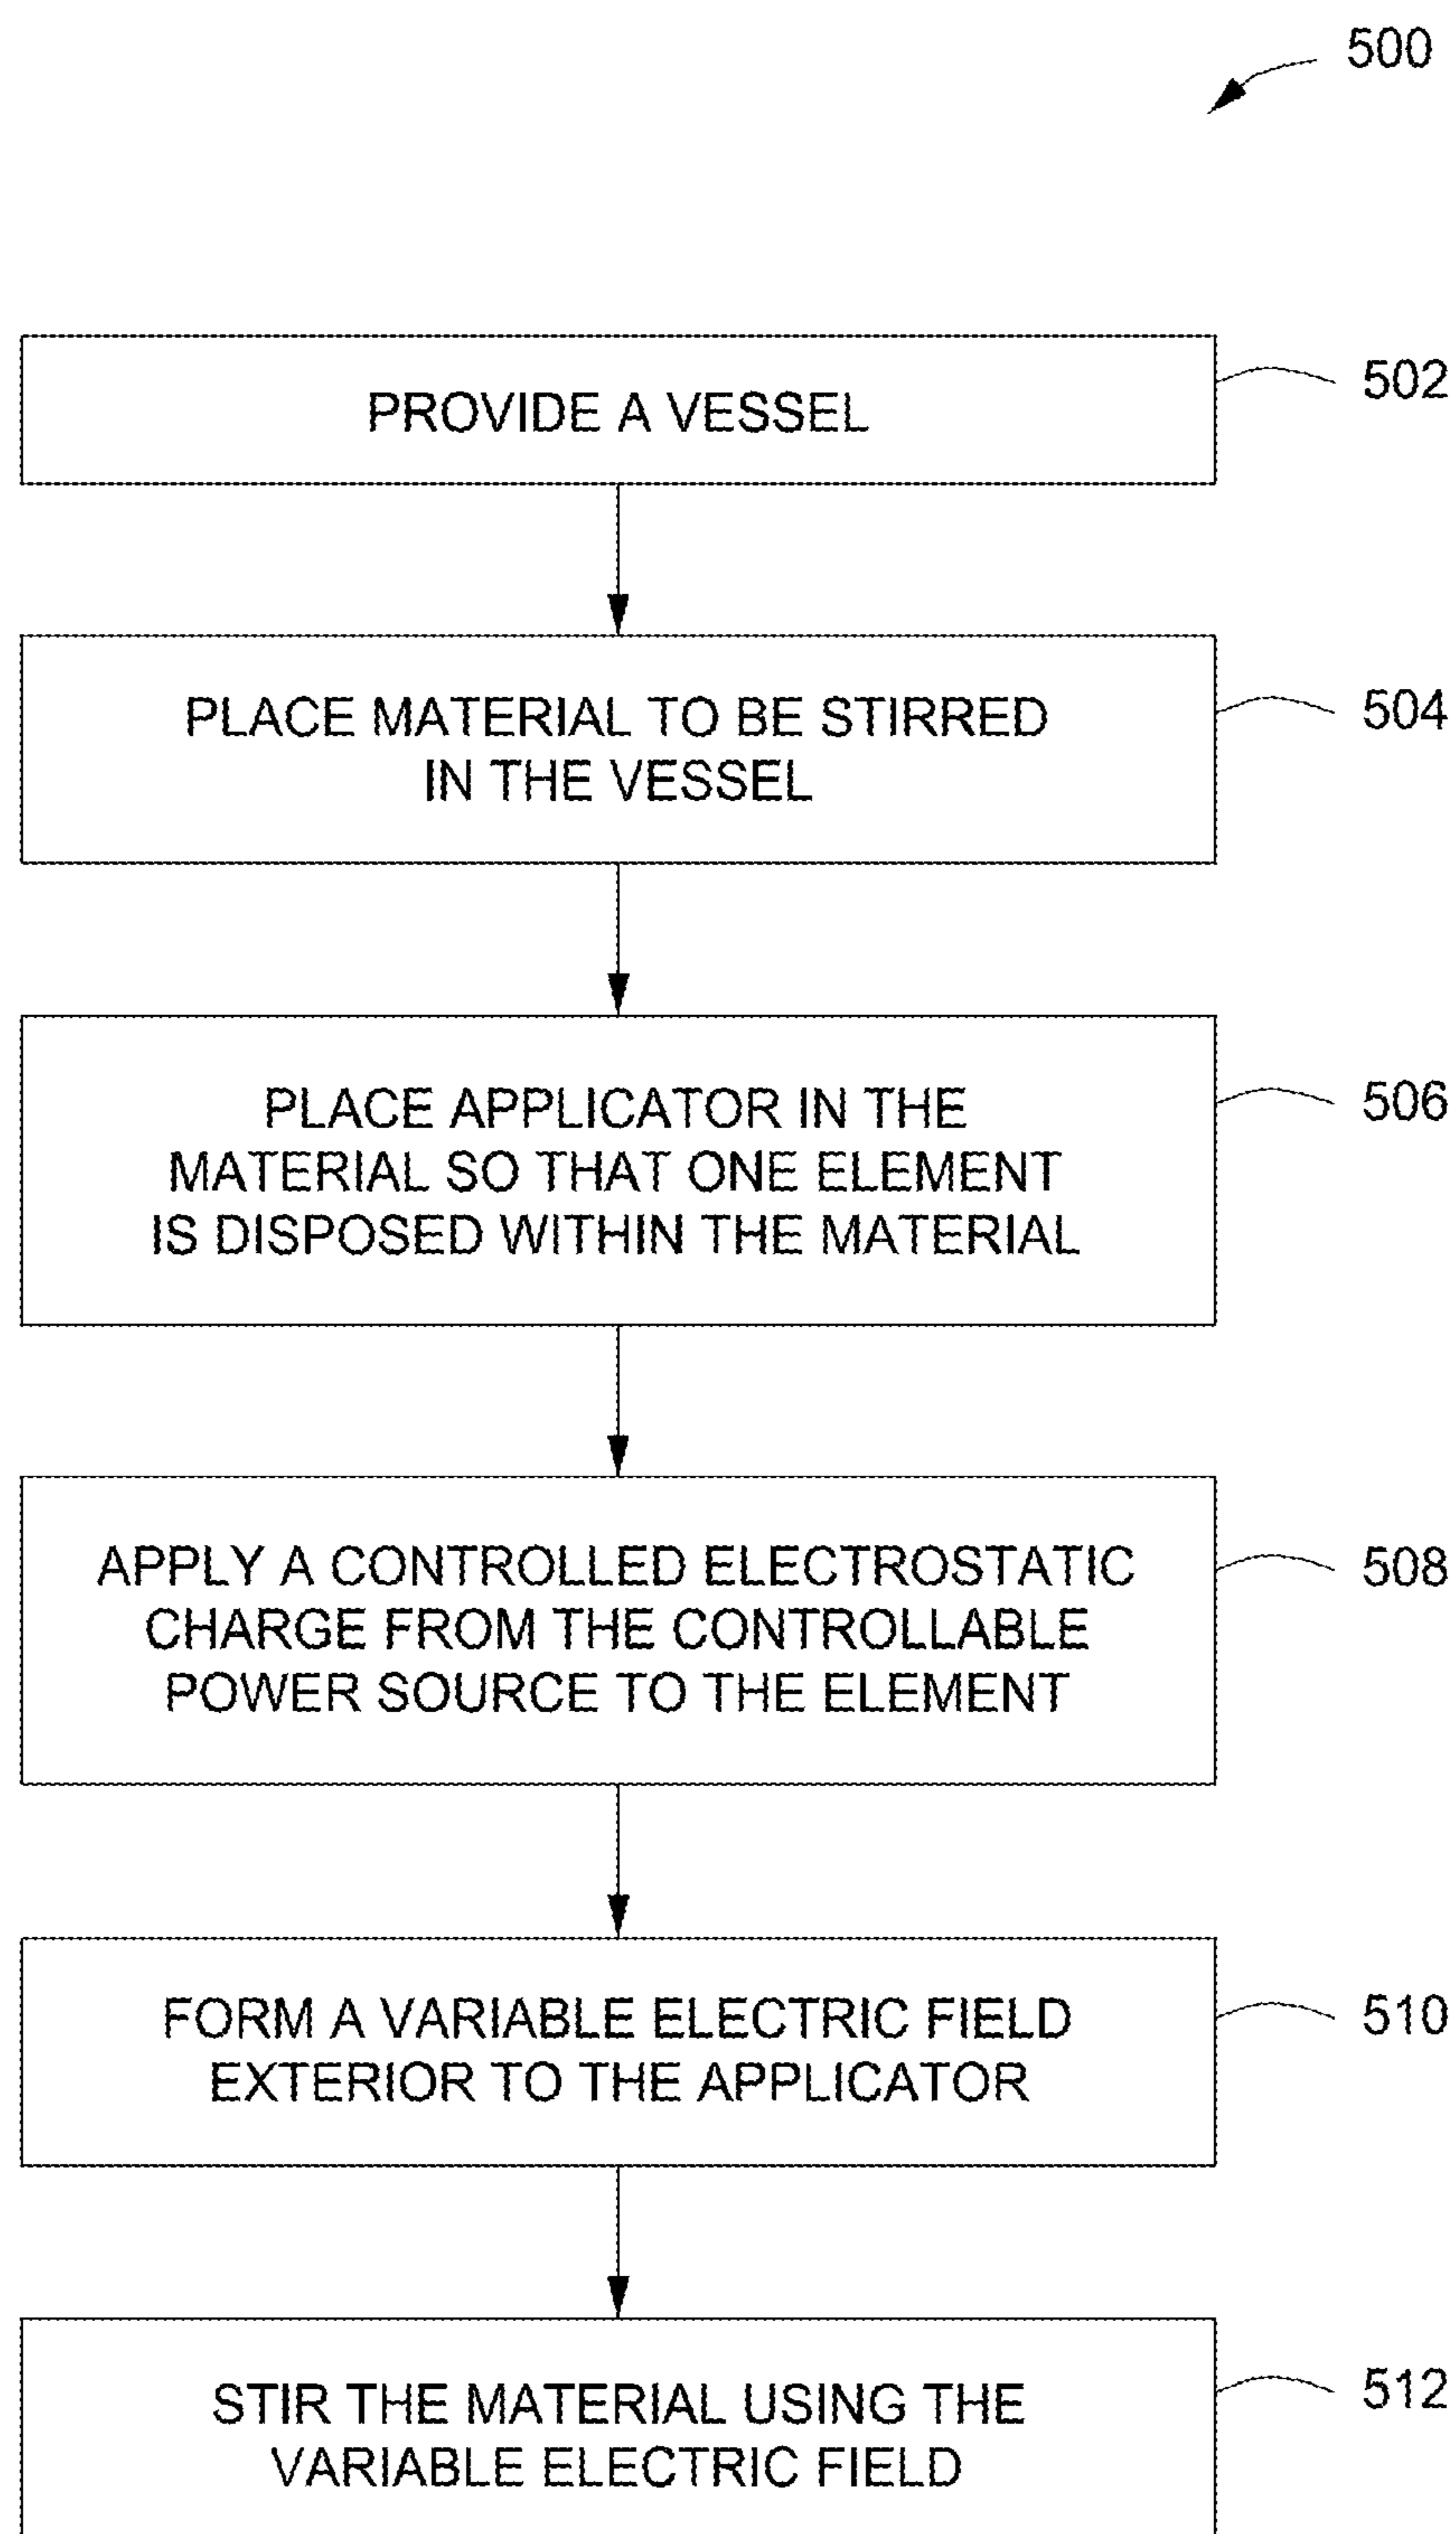 500
PROVIDE A VESSEL
502
PLACE MATERIAL TO BE STIRRED
IN THE VESSEL
504
PLACE APPLICATOR IN THE
MATERIAL SO THAT ONE ELEMENT
IS DISPOSED WITHIN THE MATERIAL
506
APPLY A CONTROLLED ELECTROSTATIC
CHARGE FROM THE CONTROLLABLE
POWER SOURCE TO THE ELEMENT
508
FORM A VARIABLE ELECTRIC FIELD
EXTERIOR TO THE APPLICATOR
510
STIR THE MATERIAL USING THE
VARIABLE ELECTRIC FIELD
512